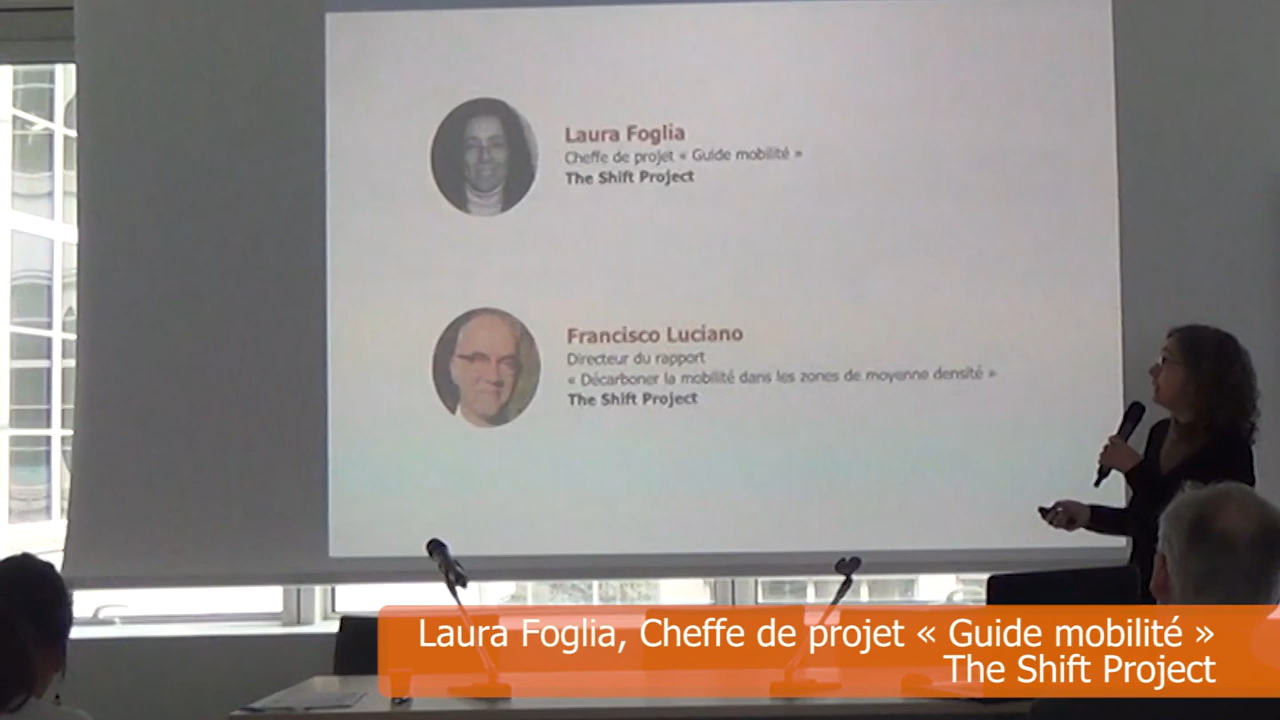 Laura Foglia
Cheffe de projet « Guide mobilité »
The Shift Project
Francisco Luciano
Directeur du rapport
« Décarboner la mobilité dans les zones de moyenne densité »
The Shift Project
Laura Foglia, Cheffe de projet « Guide mobilité »
The Shift Project